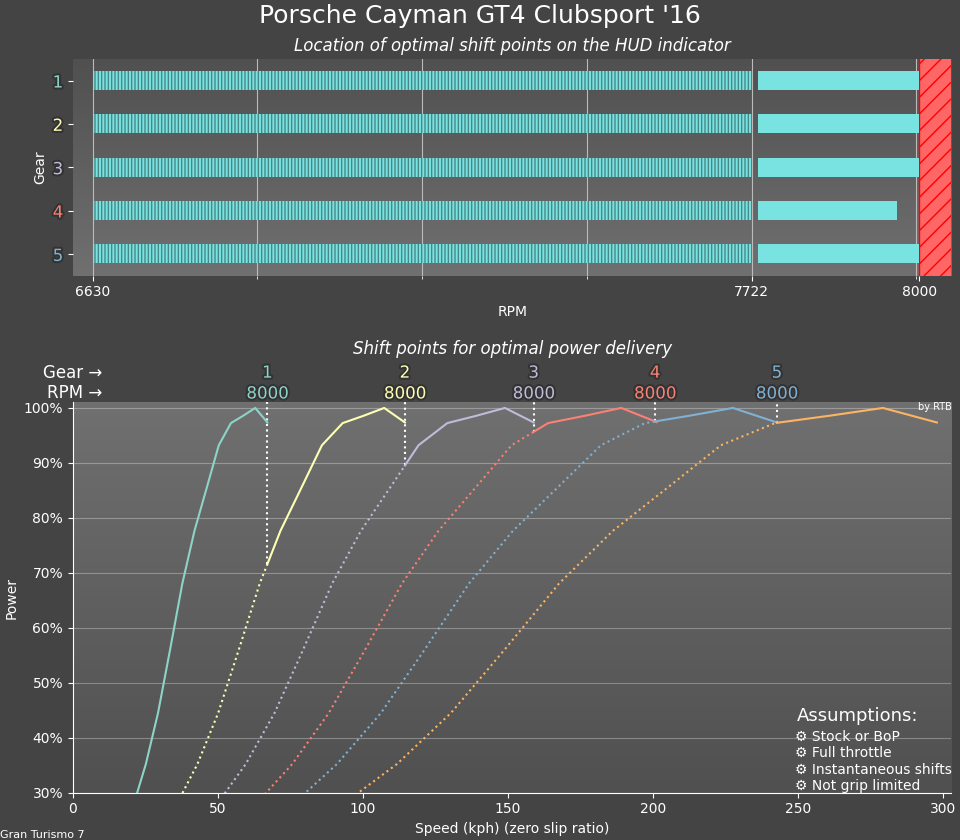 Porsche Cayman GT4 Clubsport '16
Location of optimal shift points on the HUD indicator
Gear
1
2
3
4
5
6630 7722 8000
RPM
Shift points for optimal power delivery
Gear → 1 2 3 4 5
RPM → 8000 8000 8000 8000 8000
by RTB
Power
100%
90%
80%
70%
60%
50%
40%
30%
Assumptions:
⚙ Stock or BoP
⚙ Full throttle
⚙ Instantaneous shifts
⚙ Not grip limited
0 50 100 150 200 250 300
Speed (kph) (zero slip ratio)
Gran Turismo 7